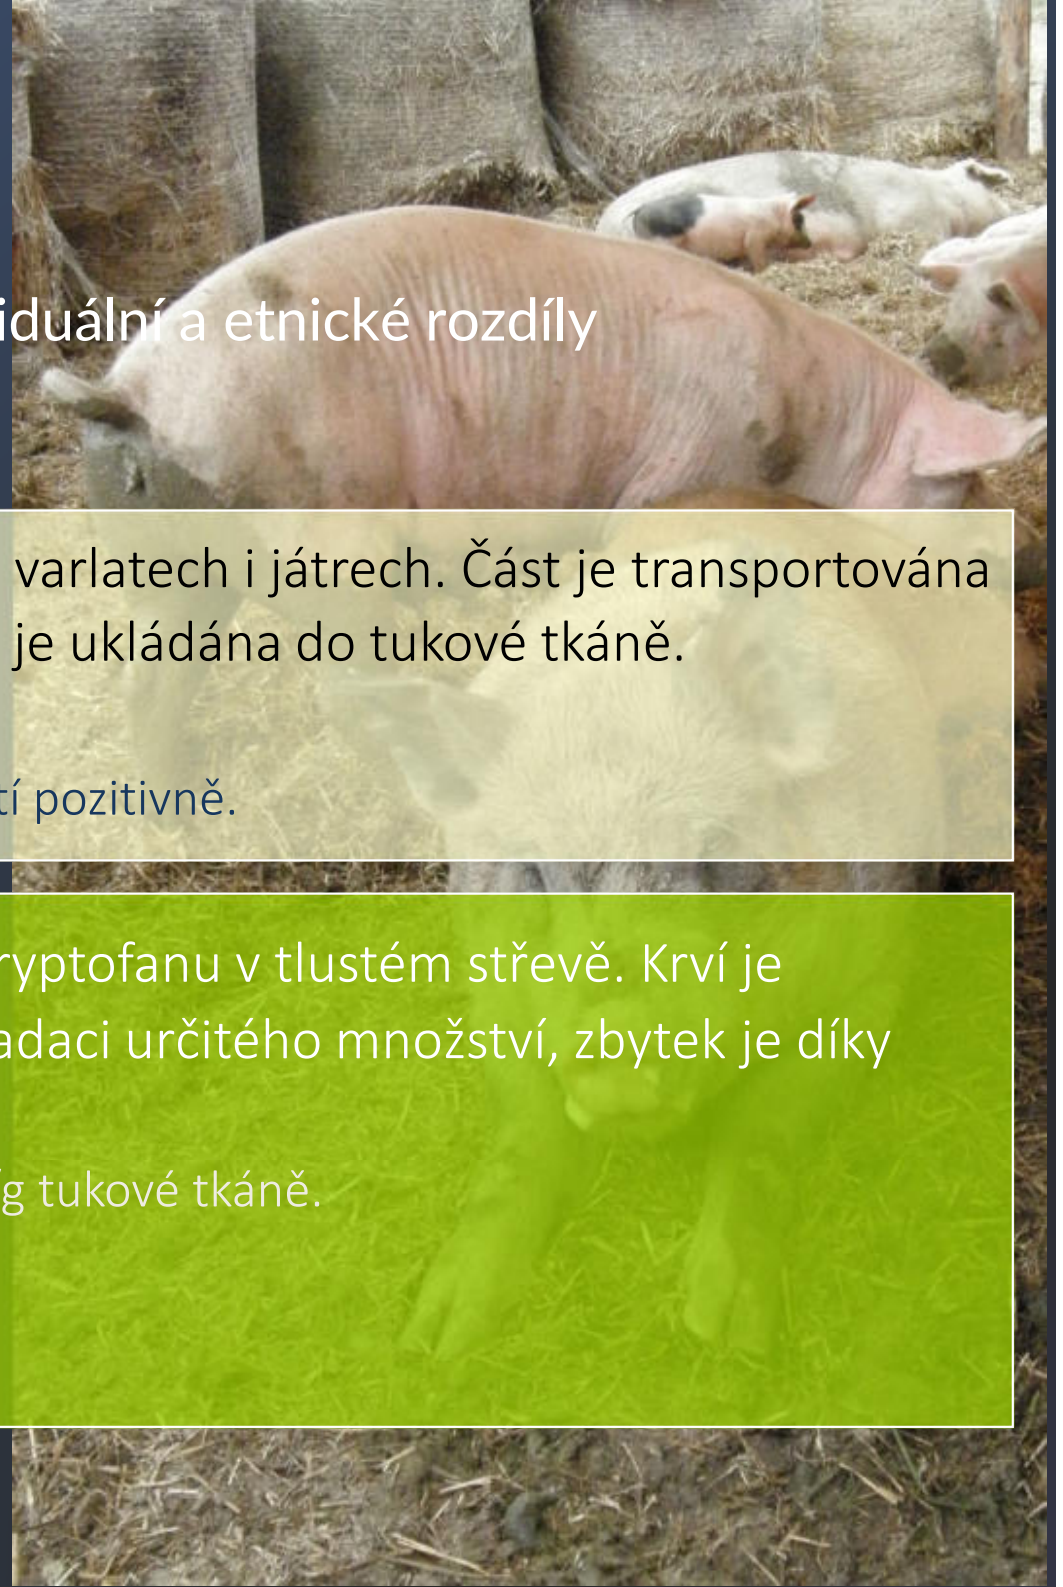 iduální a etnické rozdíly
varlatech i játrech. Část je transportována
je ukládána do tukové tkáně.
tí pozitivně.
ryptofanu v tlustém střevě. Krví je
adaci určitého množství, zbytek je díky
g tukové tkáně.